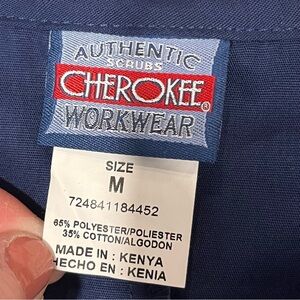 AUTHENTIC
SCRUBS
CHEROKEE®
WORKWEAR
SIZE
M
724841184452
65% POLYESTER/POLIESTER
35% COTTON/ALGODON
MADE IN : KENYA
HECHO EN : KENIA